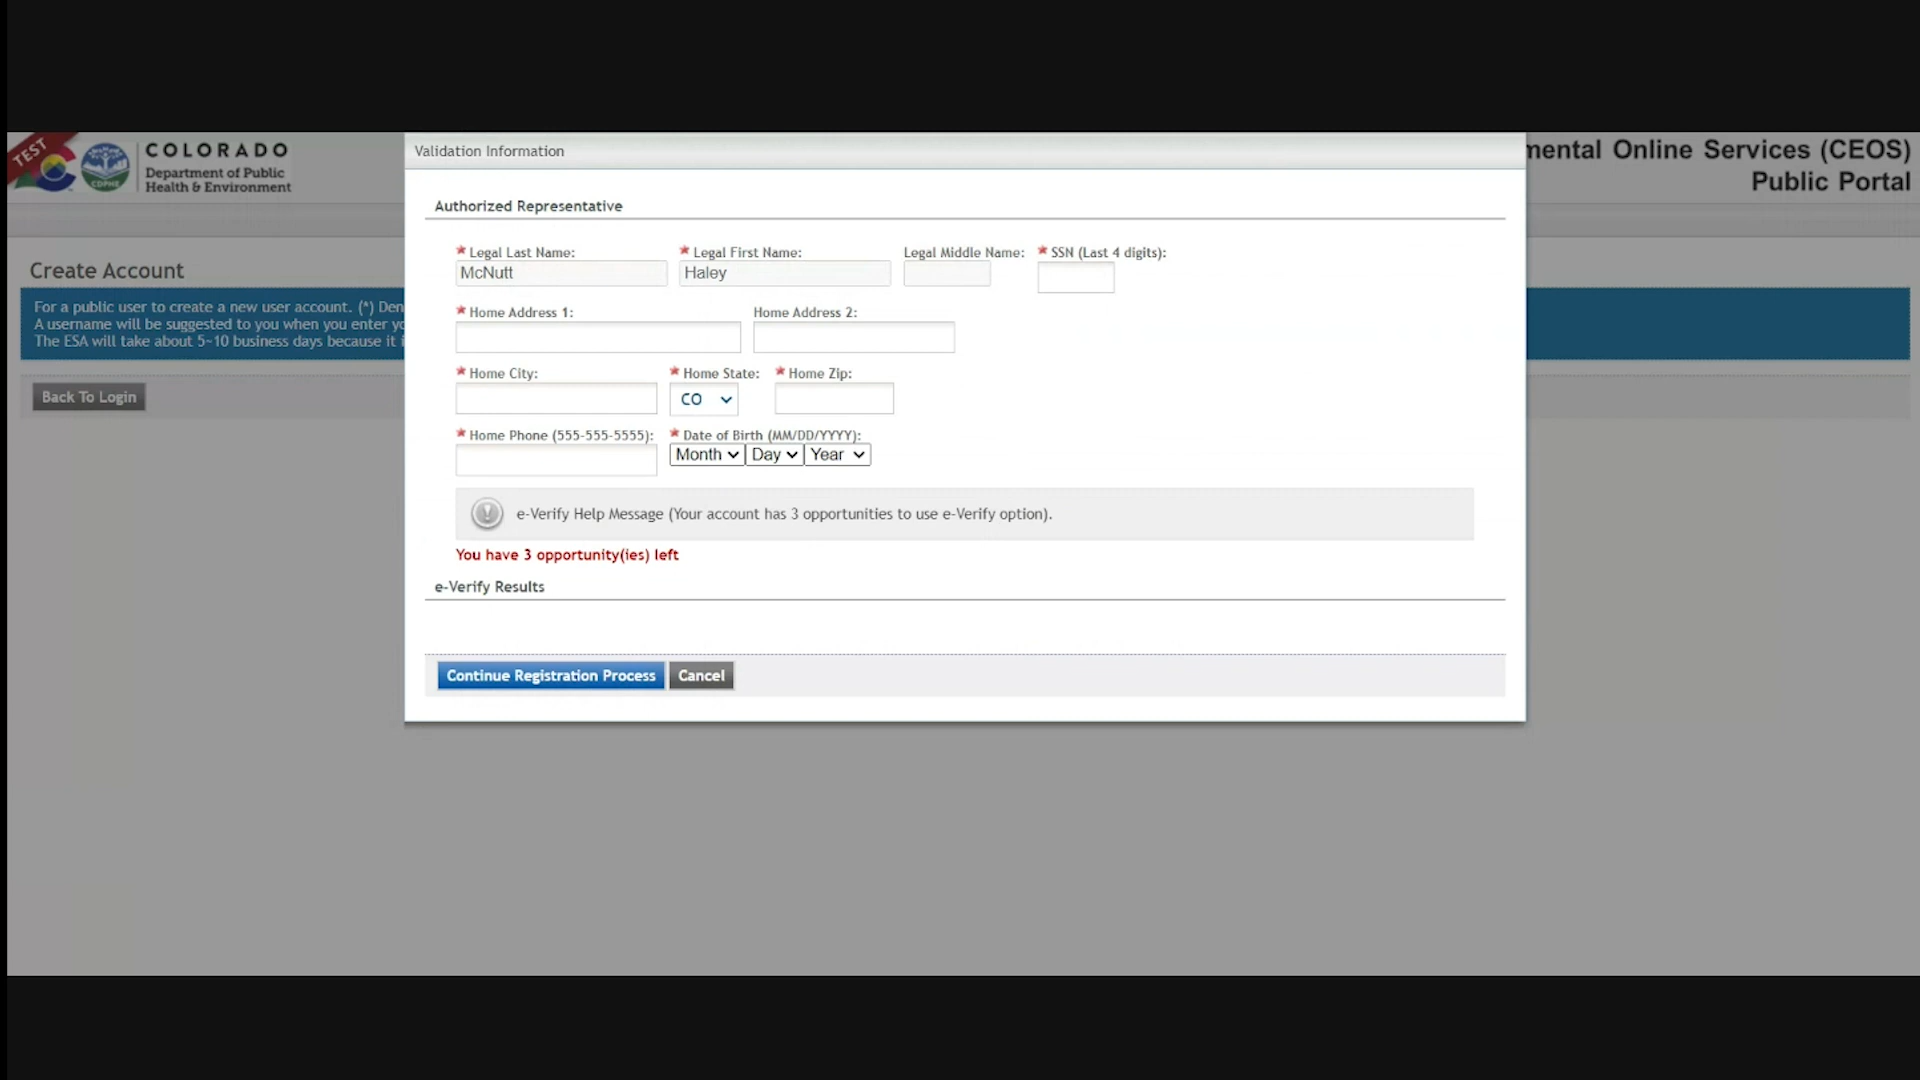 TEST
CDPHE
COLORADO
Department of Public
Health & Environment
mental Online Services (CEOS)
Public Portal
Create Account
For a public user to create a new user account. (*) Den
A username will be suggested to you when you enter yo
The ESA will take about 5~10 business days because it i
Back To Login
Validation Information
Authorized Representative
* Legal Last Name: * Legal First Name: Legal Middle Name: * SSN (Last 4 digits):
McNutt Haley
* Home Address 1: Home Address 2:
* Home City: * Home State: * Home Zip:
CO
* Home Phone (555-555-5555): * Date of Birth (MM/DD/YYYY):
Month Day Year
e-Verify Help Message (Your account has 3 opportunities to use e-Verify option).
You have 3 opportunity(ies) left
e-Verify Results
Continue Registration Process Cancel